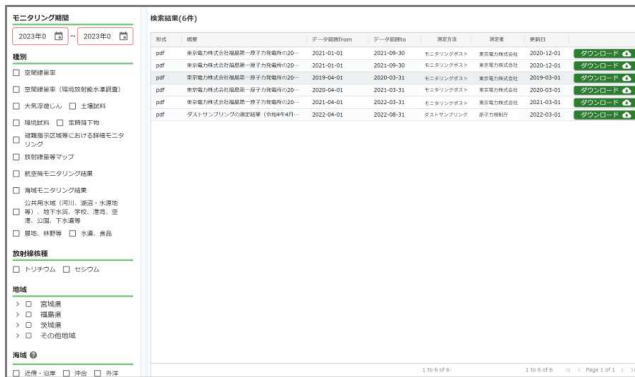 モニタリング期間
2023年0 ~ 2023年0
種別
空間線量率
空間線量率（環境放射能水準調査）
大気浮遊じん 土壌試料
環境試料 定時降下物
避難指示区域等における詳細モニタ
リング
放射線量等マップ
航空機モニタリング結果
海域モニタリング結果
公共用水域（河川、湖沼・水源地
等）、地下水質、学校、港湾、空
港、公園、下水道等
農地、林野等 水道、食品
放射線核種
トリチウム セシウム
地域
> 宮城県
> 福島県
> 茨城県
> その他地域
海域
近傍・沿岸 沖合 外洋
検索結果(6件)
形式 概要 データ範囲from データ範囲to 測定方法 測定者 更新日
pdf 東京電力株式会社福島第一原子力発電所の20… 2021-01-01 2021-09-30 モニタリングポスト 東京電力株式会社 2020-12-01 ダウンロード
pdf 東京電力株式会社福島第一原子力発電所の20… 2021-01-01 2021-09-30 モニタリングポスト 東京電力株式会社 2020-12-01 ダウンロード
pdf 東京電力株式会社福島第一原子力発電所の20… 2019-04-01 2020-03-31 モニタリングポスト 東京電力株式会社 2019-03-01 ダウンロード
pdf 東京電力株式会社福島第一原子力発電所の20… 2020-04-01 2021-03-31 モニタリングポスト 東京電力株式会社 2020-03-01 ダウンロード
pdf 東京電力株式会社福島第一原子力発電所の20… 2021-04-01 2022-03-31 モニタリングポスト 東京電力株式会社 2021-03-01 ダウンロード
pdf ダストサンプリングの測定結果（令和4年4月… 2022-04-01 2022-08-31 ダストサンプリング 原子力規制庁 2022-03-01 ダウンロード
1 to 6 of 6 1 to 6 of 6 Page 1 of 1